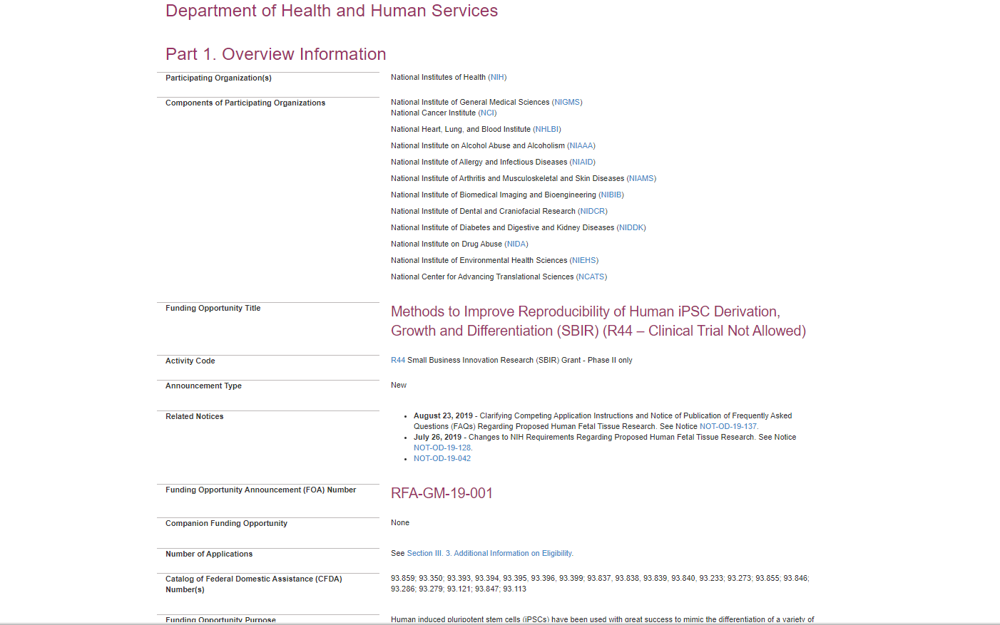 Department of Health and Human Services
Part 1. Overview Information
Participating Organization(s)
National Institutes of Health (NIH)
Components of Participating Organizations
National Institute of General Medical Sciences (NIGMS)
National Cancer Institute (NCI)
National Heart, Lung, and Blood Institute (NHLBI)
National Institute on Alcohol Abuse and Alcoholism (NIAAA)
National Institute of Allergy and Infectious Diseases (NIAID)
National Institute of Arthritis and Musculoskeletal and Skin Diseases (NIAMS)
National Institute of Biomedical Imaging and Bioengineering (NIBIB)
National Institute of Dental and Craniofacial Research (NIDCR)
National Institute of Diabetes and Digestive and Kidney Diseases (NIDDK)
National Institute on Drug Abuse (NIDA)
National Institute of Environmental Health Sciences (NIEHS)
National Center for Advancing Translational Sciences (NCATS)
Funding Opportunity Title
Methods to Improve Reproducibility of Human iPSC Derivation,
Growth and Differentiation (SBIR) (R44 – Clinical Trial Not Allowed)
Activity Code
R44 Small Business Innovation Research (SBIR) Grant - Phase II only
Announcement Type
New
Related Notices
• August 23, 2019 - Clarifying Competing Application Instructions and Notice of Publication of Frequently Asked
Questions (FAQs) Regarding Proposed Human Fetal Tissue Research. See Notice NOT-OD-19-137.
• July 26, 2019 - Changes to NIH Requirements Regarding Proposed Human Fetal Tissue Research. See Notice
NOT-OD-19-128.
• NOT-OD-19-042
Funding Opportunity Announcement (FOA) Number
RFA-GM-19-001
Companion Funding Opportunity
None
Number of Applications
See Section III. 3. Additional Information on Eligibility.
Catalog of Federal Domestic Assistance (CFDA)
Number(s)
93.859; 93.350; 93.393, 93.394, 93.395, 93.396, 93.399; 93.837, 93.838, 93.839, 93.840, 93.233; 93.273; 93.855; 93.846;
93.286; 93.279; 93.121; 93.847; 93.113
Funding Opportunity Purpose
Human induced pluripotent stem cells (iPSCs) have been used with great success to mimic the differentiation of a variety of